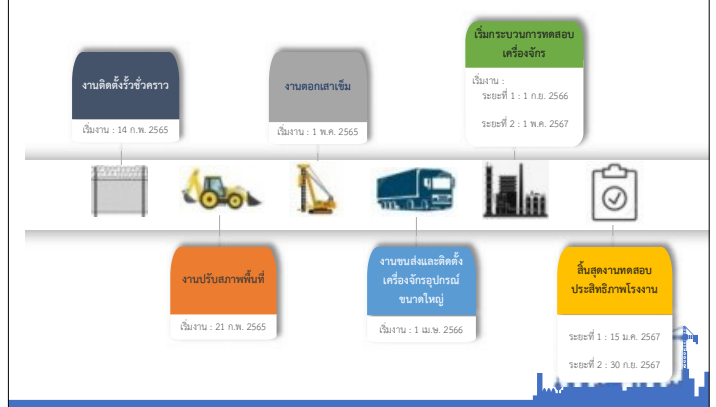 งานติดตั้งรั้วชั่วคราว
เริ่มงาน : 14 ก.พ. 2565
งานปรับสภาพพื้นที่
เริ่มงาน : 21 ก.พ. 2565
งานตอกเสาเข็ม
เริ่มงาน : 1 พ.ค. 2565
งานขนส่งและติดตั้ง
เครื่องจักรอุปกรณ์
ขนาดใหญ่
เริ่มงาน : 1 เม.ษ. 2566
เริ่มกระบวนการทดสอบ
เครื่องจักร
เริ่มงาน :
ระยะที่ 1 : 1 ก.ย. 2566
ระยะที่ 2 : 1 พ.ค. 2567
สิ้นสุดงานทดสอบ
ประสิทธิภาพโรงงาน
ระยะที่ 1 : 15 ม.ค. 2567
ระยะที่ 2 : 30 ก.ย. 2567